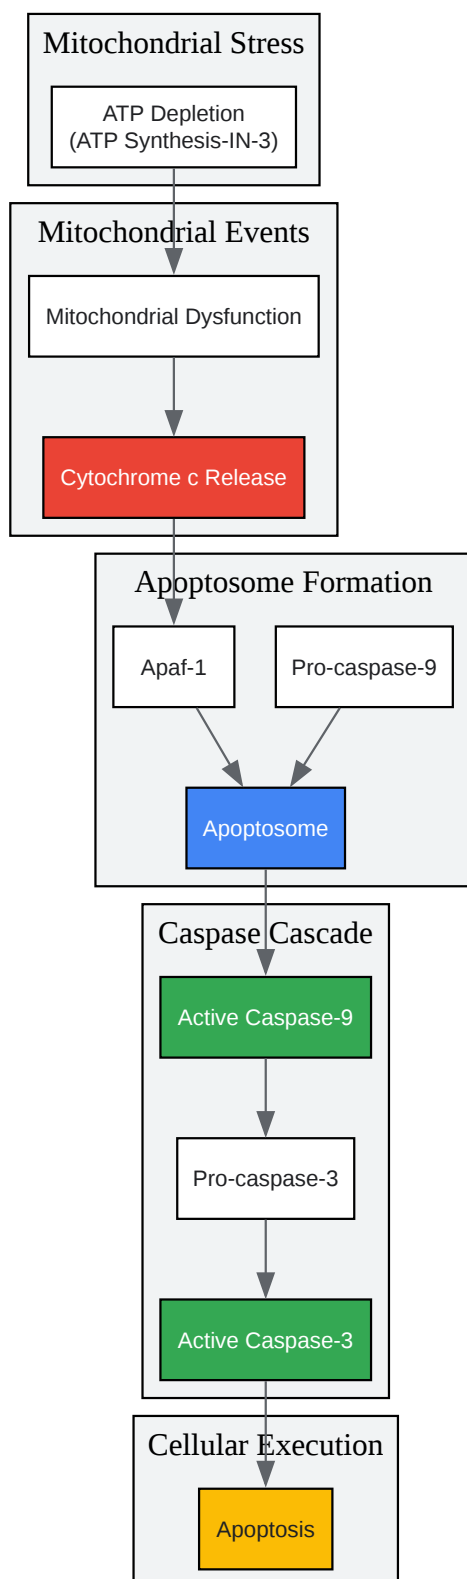 Mitochondrial Stress
ATP Depletion
(ATP Synthesis-IN-3)
Mitochondrial Events
Mitochondrial Dysfunction
Cytochrome c Release
Apoptosome Formation
Apaf-1
Pro-caspase-9
Apoptosome
Caspase Cascade
Active Caspase-9
Pro-caspase-3
Active Caspase-3
Cellular Execution
Apoptosis